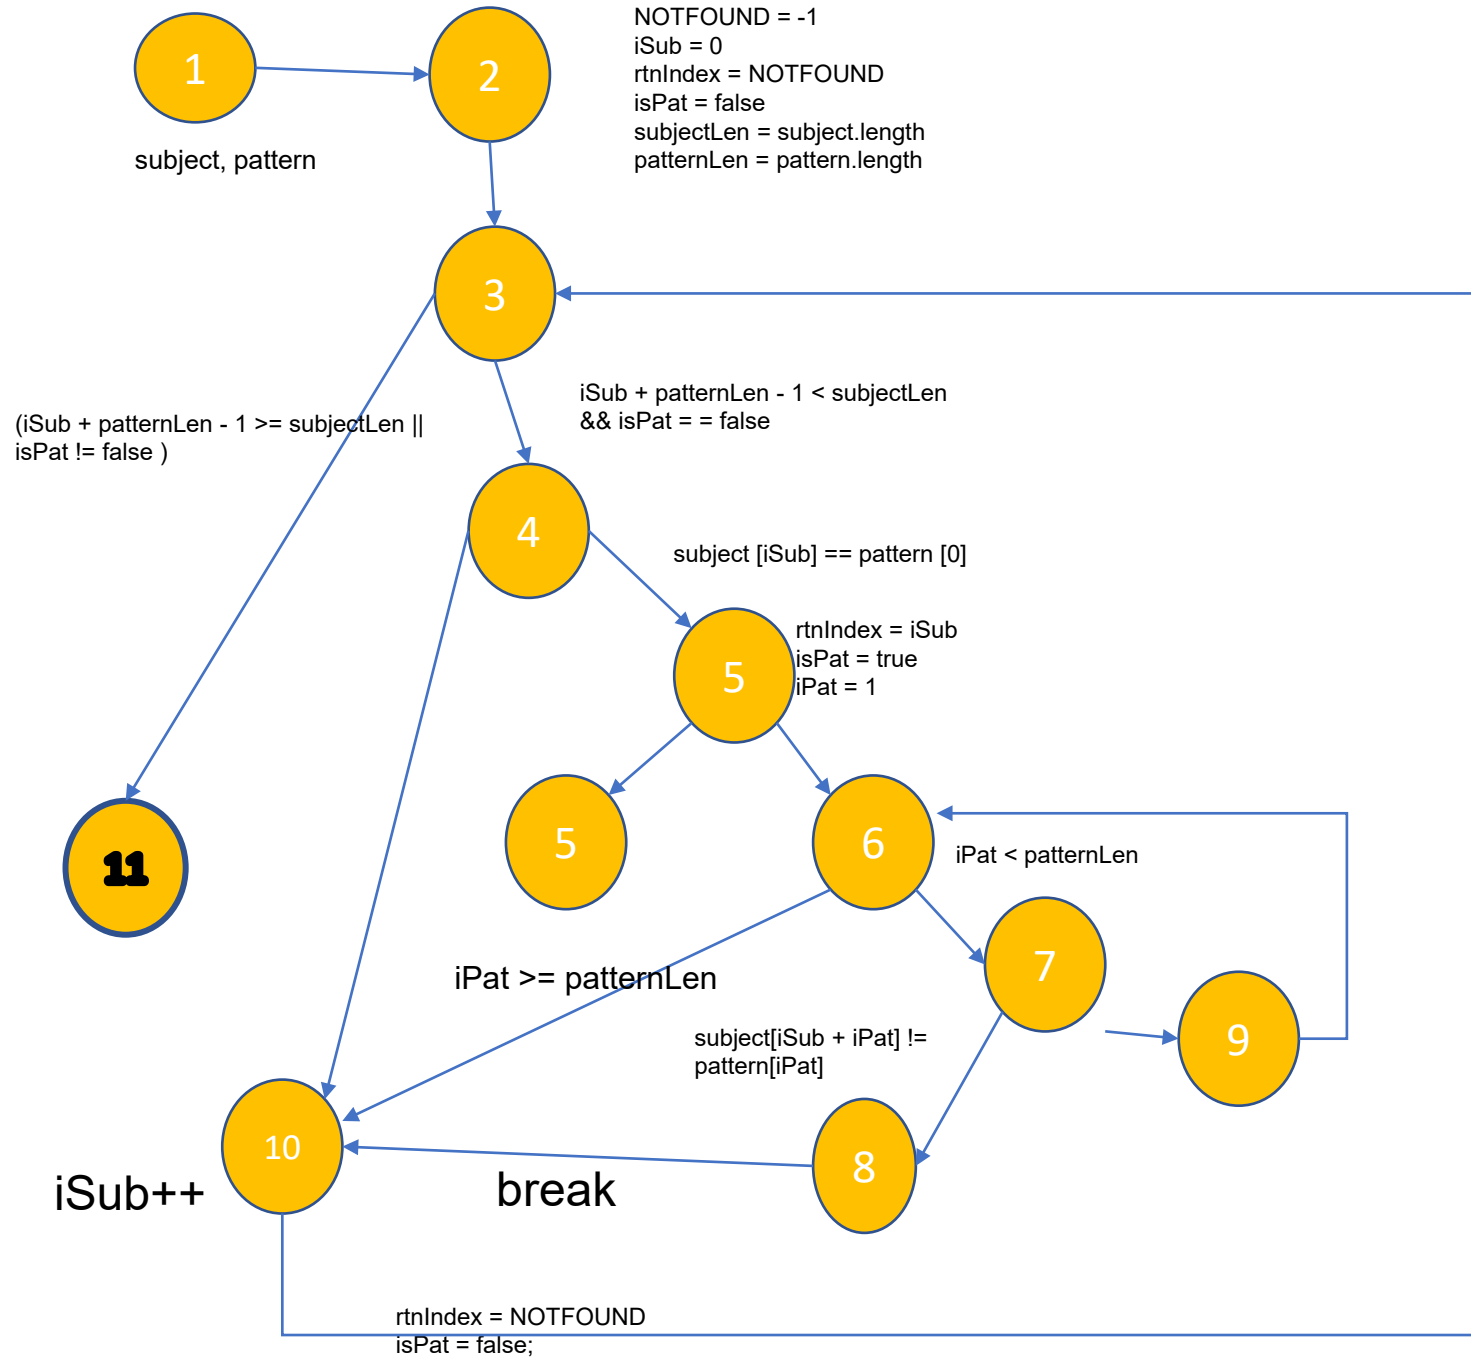 NOTFOUND = -1
iSub = 0
rtnIndex = NOTFOUND
isPat = false
subjectLen = subject.length
patternLen = pattern.length
1
2
subject, pattern
3
iSub + patternLen - 1 < subjectLen
&& isPat = = false
(iSub + patternLen - 1 >= subjectLen ||
isPat != false )
4
subject [iSub] == pattern [0]
5
rtnIndex = iSub
isPat = true
iPat = 1
5
6
iPat < patternLen
11
7
iPat >= patternLen
9
subject[iSub + iPat] !=
pattern[iPat]
10
8
iSub++
break
rtnIndex = NOTFOUND
isPat = false;